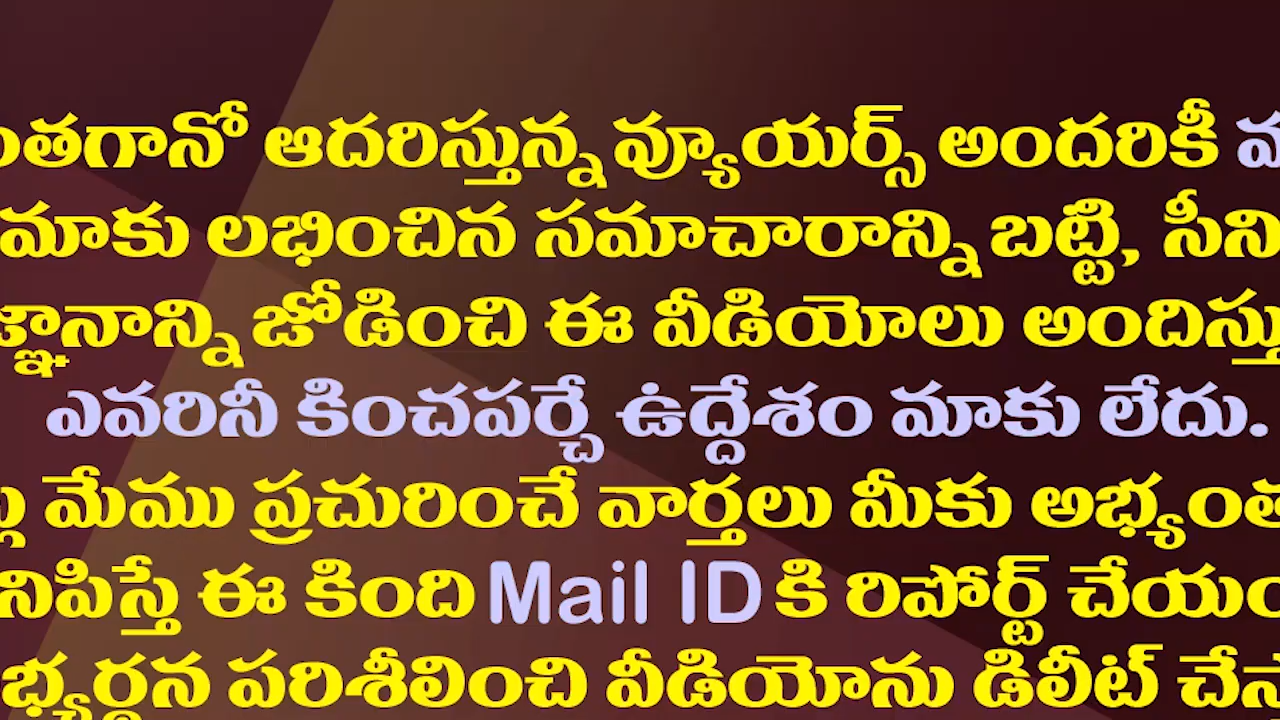 ఆదరిస్తున్న వ్యూయర్స్ అందరికీ
మాకు లభించిన సమాచారాన్ని బట్టి,
జోడించి ఈ వీడియోలు
ఎవరినీ కించపర్చే ఉద్దేశం మాకు లేదు.
మేము ప్రచురించే వార్తలు మీకు
ఈ కింది Mail ID కి రిపోర్ట్
పరిశీలించి వీడియోను డిలీట్